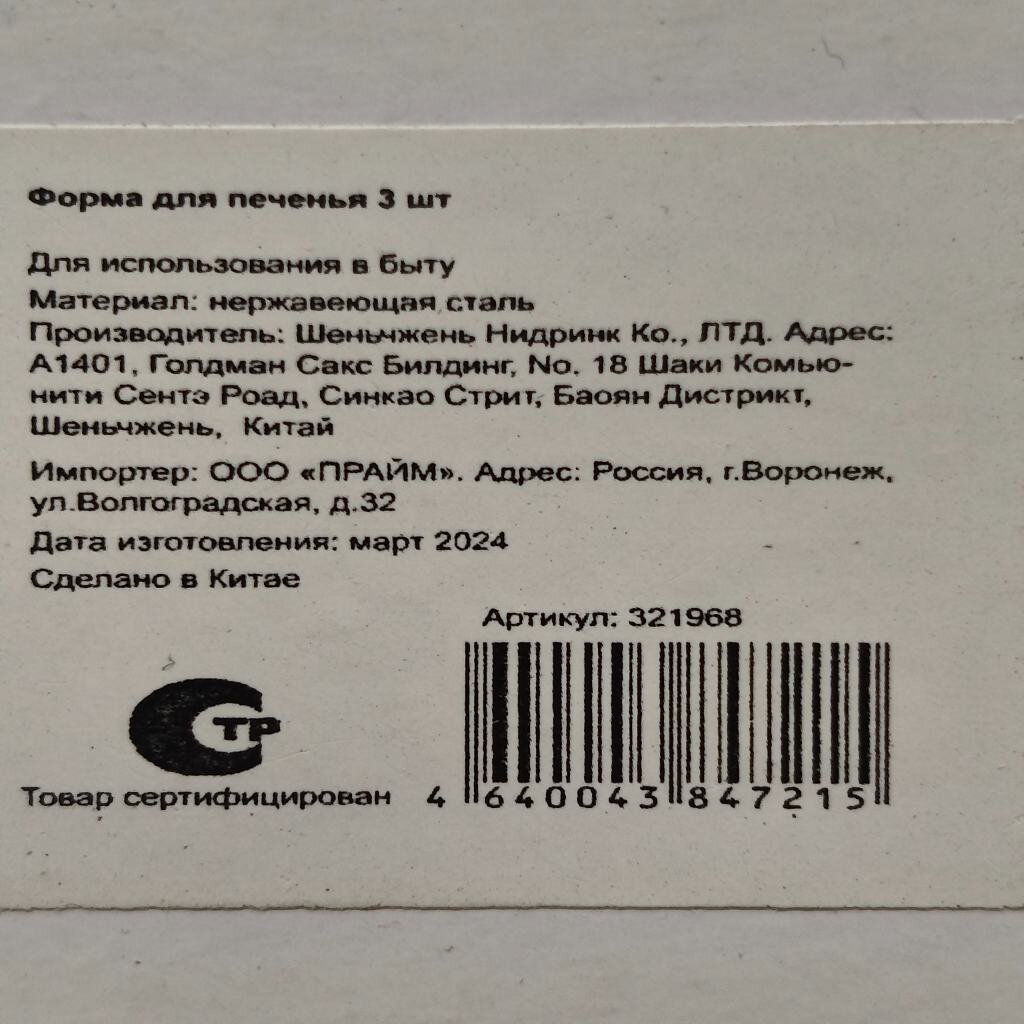 Форма для печенья 3 шт
Для использования в быту
Материал: нержавеющая сталь
Производитель: Шеньчжень Нидринк Ко., ЛТД. Адрес:
А1401, Голдман Сакс Билдинг, No. 18 Шаки Комью-
нити Сентэ Роад, Синкао Стрит, Баоян Дистрикт,
Шеньчжень, Китай
Импортер: ООО «ПРАЙМ». Адрес: Россия, г.Воронеж,
ул.Волгоградская, д.32
Дата изготовления: март 2024
Сделано в Китае
Артикул: 321968
ТР
Товар сертифицирован
4 640043 847215